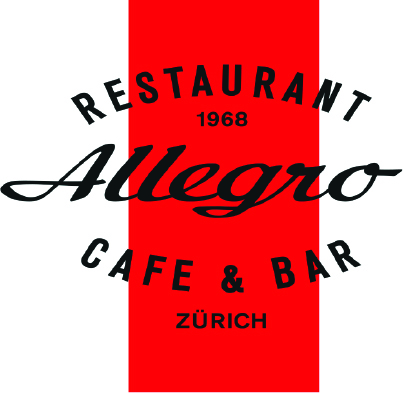 RESTAURANT
1968
Allegro
CAFE & BAR
ZÜRICH